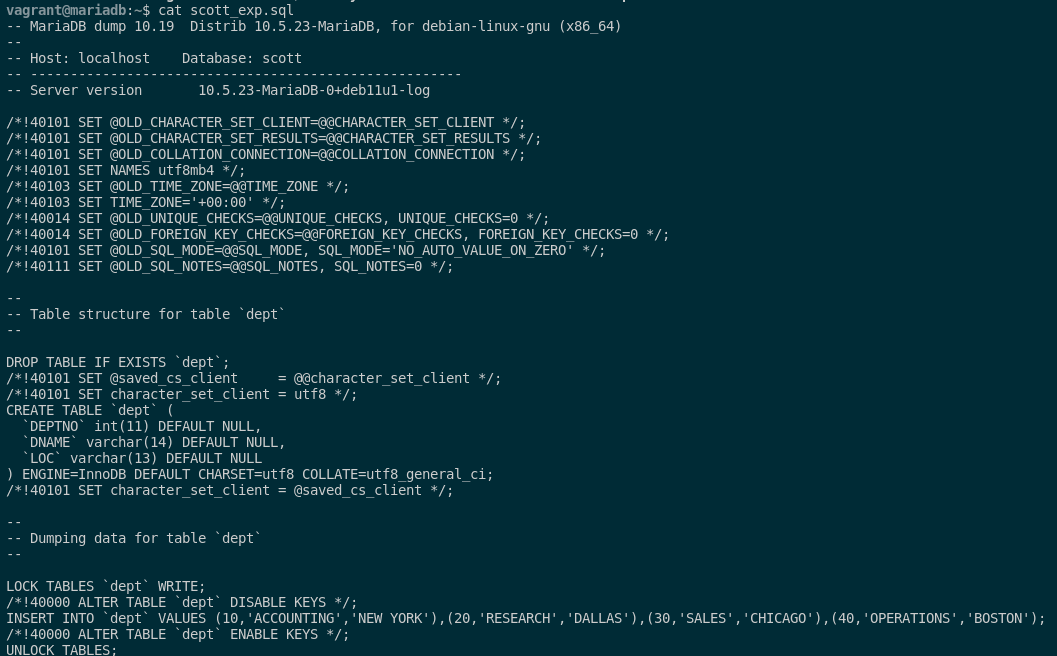 vagrant@mariadb:~$ cat scott_exp.sql
-- MariaDB dump 10.19  Distrib 10.5.23-MariaDB, for debian-linux-gnu (x86_64)
--
-- Host: localhost    Database: scott
-- ------------------------------------------------------
-- Server version       10.5.23-MariaDB-0+deb11u1-log

/*!40101 SET @OLD_CHARACTER_SET_CLIENT=@@CHARACTER_SET_CLIENT */;
/*!40101 SET @OLD_CHARACTER_SET_RESULTS=@@CHARACTER_SET_RESULTS */;
/*!40101 SET @OLD_COLLATION_CONNECTION=@@COLLATION_CONNECTION */;
/*!40101 SET NAMES utf8mb4 */;
/*!40103 SET @OLD_TIME_ZONE=@@TIME_ZONE */;
/*!40103 SET TIME_ZONE='+00:00' */;
/*!40014 SET @OLD_UNIQUE_CHECKS=@@UNIQUE_CHECKS, UNIQUE_CHECKS=0 */;
/*!40014 SET @OLD_FOREIGN_KEY_CHECKS=@@FOREIGN_KEY_CHECKS, FOREIGN_KEY_CHECKS=0 */;
/*!40101 SET @OLD_SQL_MODE=@@SQL_MODE, SQL_MODE='NO_AUTO_VALUE_ON_ZERO' */;
/*!40111 SET @OLD_SQL_NOTES=@@SQL_NOTES, SQL_NOTES=0 */;

--
-- Table structure for table `dept`
--

DROP TABLE IF EXISTS `dept`;
/*!40101 SET @saved_cs_client     = @@character_set_client */;
/*!40101 SET character_set_client = utf8 */;
CREATE TABLE `dept` (
  `DEPTNO` int(11) DEFAULT NULL,
  `DNAME` varchar(14) DEFAULT NULL,
  `LOC` varchar(13) DEFAULT NULL
) ENGINE=InnoDB DEFAULT CHARSET=utf8 COLLATE=utf8_general_ci;
/*!40101 SET character_set_client = @saved_cs_client */;

--
-- Dumping data for table `dept`
--

LOCK TABLES `dept` WRITE;
/*!40000 ALTER TABLE `dept` DISABLE KEYS */;
INSERT INTO `dept` VALUES (10,'ACCOUNTING','NEW YORK'),(20,'RESEARCH','DALLAS'),(30,'SALES','CHICAGO'),(40,'OPERATIONS','BOSTON');
/*!40000 ALTER TABLE `dept` ENABLE KEYS */;
UNLOCK TABLES;